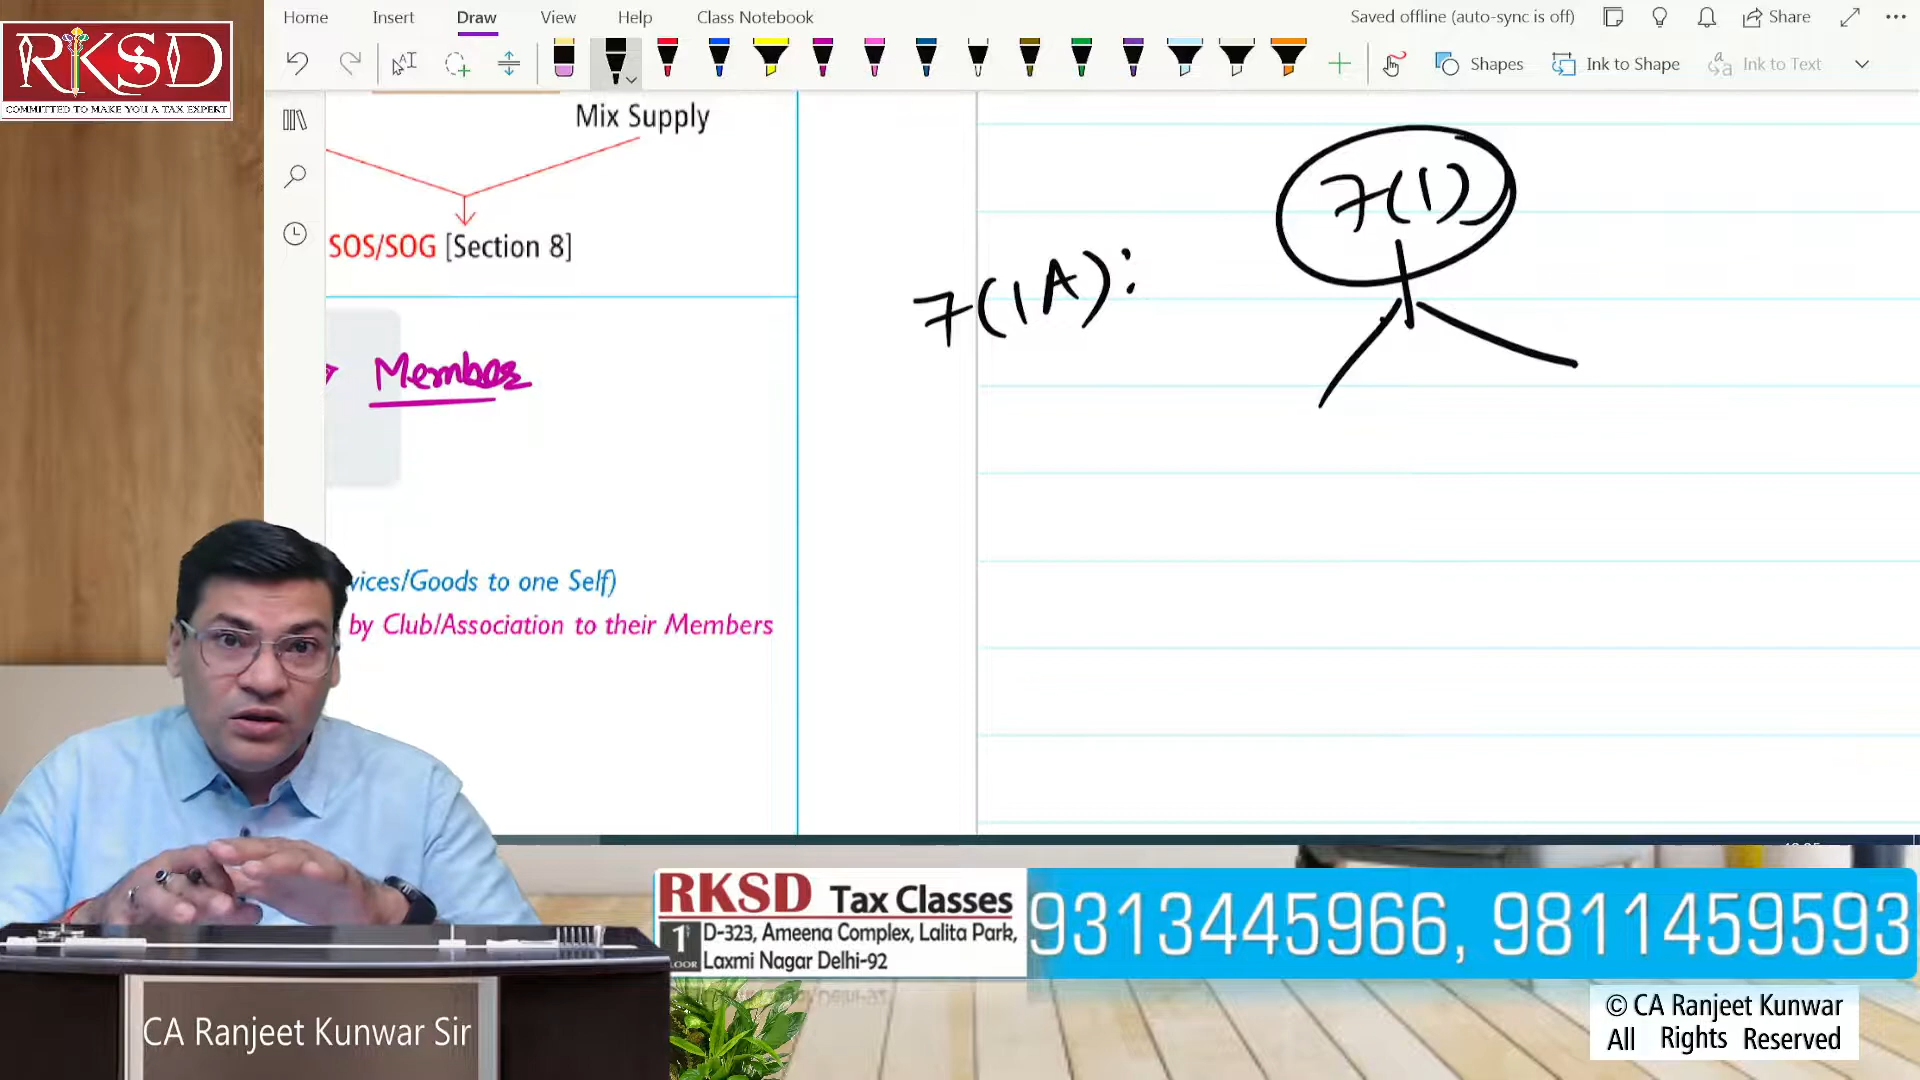 RKSD
COMMITTED TO MAKE YOU A TAX EXPERT
Home Insert Draw View Help Class Notebook
Saved offline (auto-sync is off) Share
Shapes Ink to Shape Ink to Text
Mix Supply
SOS/SOG [Section 8]
7(1)
7(1A):
Member
vices/Goods to one Self)
by Club/Association to their Members
RKSD Tax Classes
D-323, Ameena Complex, Lalita Park,
Laxmi Nagar Delhi-92
9313445966, 9811459593
CA Ranjeet Kunwar Sir
© CA Ranjeet Kunwar
All Rights Reserved